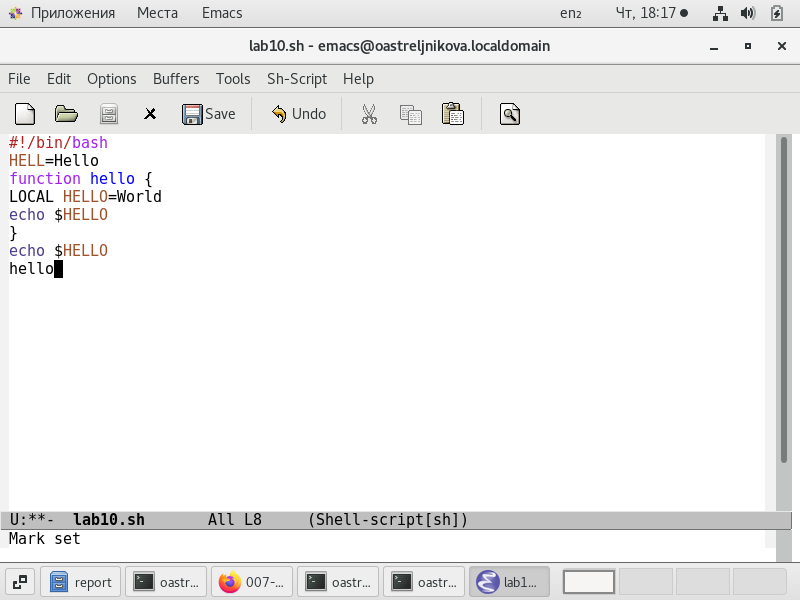 Приложения Места Emacs en₂ Чт, 18:17
lab10.sh - emacs@oastreljnikova.localdomain
File Edit Options Buffers Tools Sh-Script Help
Save Undo
#!/bin/bash
HELL=Hello
function hello {
LOCAL HELLO=World
echo $HELLO
}
echo $HELLO
hello
U:**- lab10.sh All L8 (Shell-script[sh])
Mark set
report oastr... 007-... oastr... oastr... lab1...